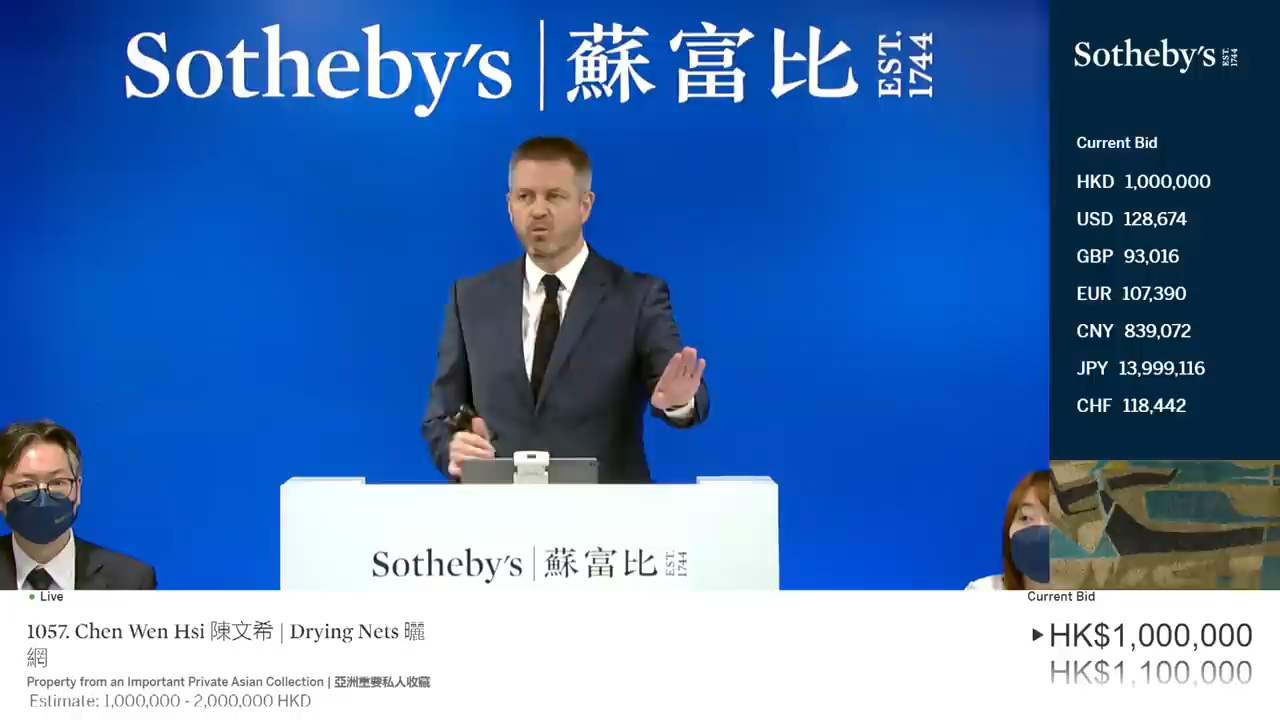 Sotheby's | 蘇富比 EST. 1744
Sotheby's EST. 1744
Current Bid
HKD 1,000,000
USD 128,674
GBP 93,016
EUR 107,390
CNY 839,072
JPY 13,999,116
CHF 118,442
Sotheby's | 蘇富比 EST. 1744
Live
1057. Chen Wen Hsi 陳文希 | Drying Nets 曬
網
Property from an Important Private Asian Collection | 亞洲重要私人收藏
Estimate: 1,000,000 - 2,000,000 HKD
Current Bid
HK$1,000,000
HK$1,100,000